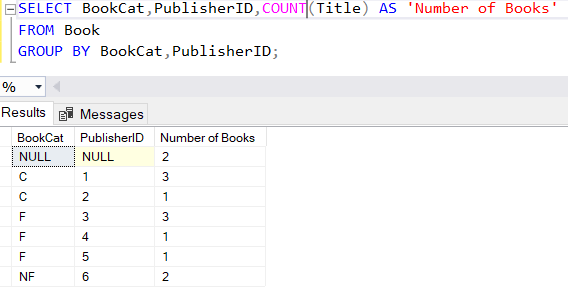 SELECT BookCat,PublisherID,COUNT(Title) AS 'Number of Books'
FROM Book
GROUP BY BookCat,PublisherID;
%
Results Messages
BookCat PublisherID Number of Books
NULL NULL 2
C 1 3
C 2 1
F 3 3
F 4 1
F 5 1
NF 6 2